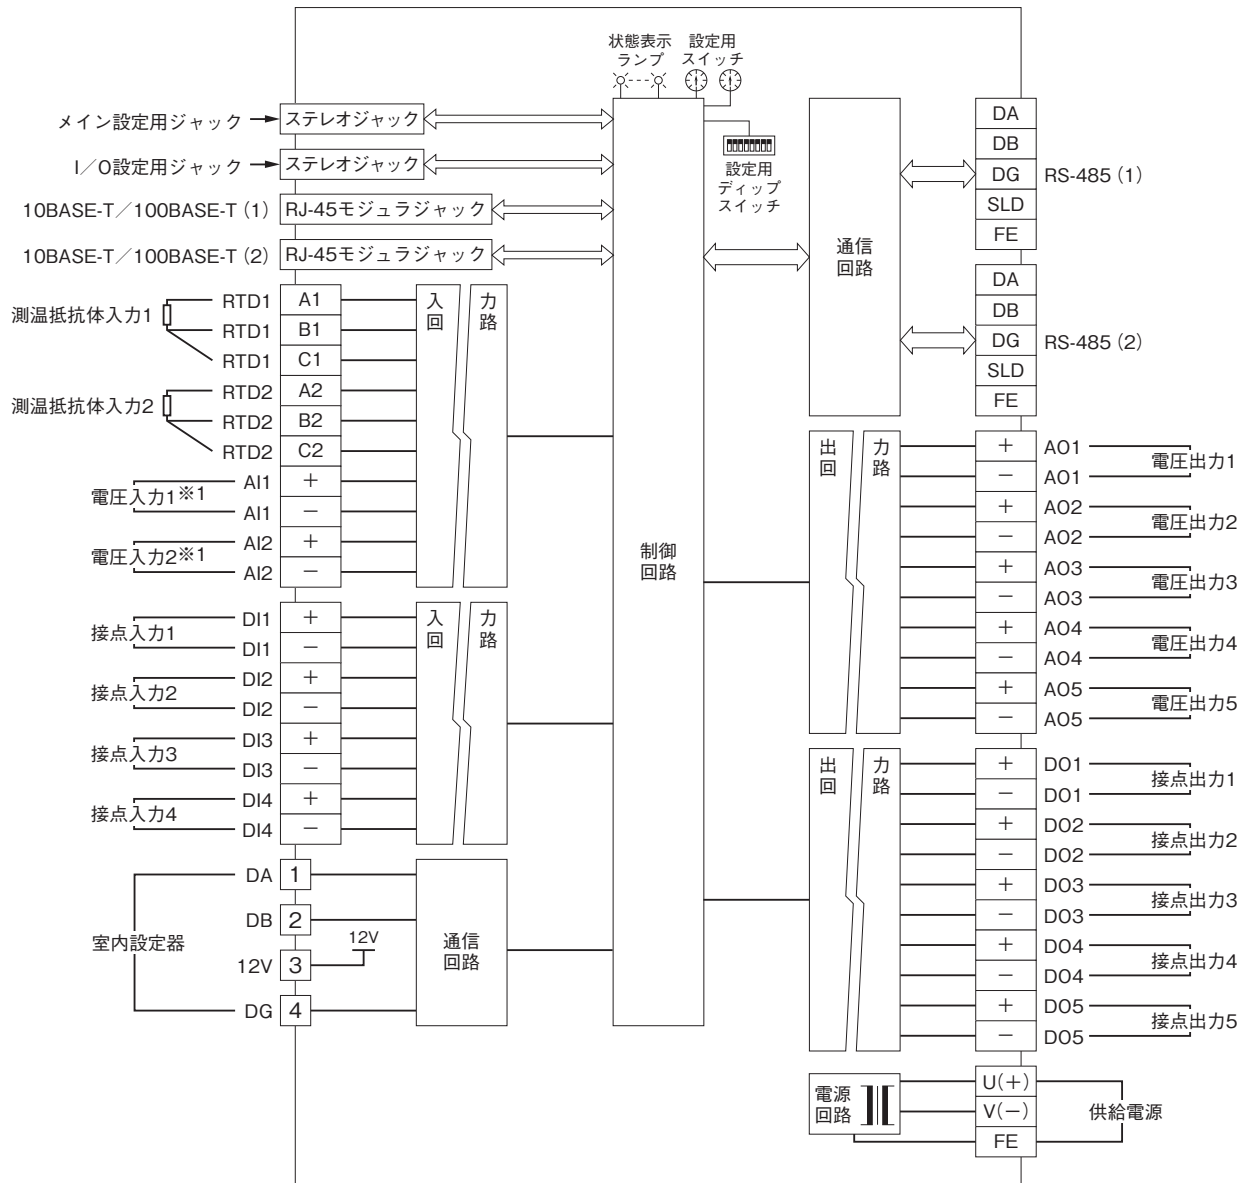 状態表示
ランプ
設定用
スイッチ
メイン設定用ジャック
ステレオジャック
I/O設定用ジャック
ステレオジャック
10BASE-T/100BASE-T (1)
RJ-45モジュラジャック
10BASE-T/100BASE-T (2)
RJ-45モジュラジャック
設定用
ディップ
スイッチ
測温抵抗体入力1
RTD1 A1
RTD1 B1
RTD1 C1
測温抵抗体入力2
RTD2 A2
RTD2 B2
RTD2 C2
電圧入力1※1
AI1 +
AI1 −
電圧入力2※1
AI2 +
AI2 −
入力
回路
接点入力1
DI1 +
DI1 −
接点入力2
DI2 +
DI2 −
接点入力3
DI3 +
DI3 −
接点入力4
DI4 +
DI4 −
入力
回路
室内設定器
DA 1
DB 2
12V 3
12V
DG 4
通信
回路
制御
回路
通信
回路
DA
DB
DG
SLD
FE
RS-485 (1)
DA
DB
DG
SLD
FE
RS-485 (2)
出力
回路
+ AO1
− AO1
電圧出力1
+ AO2
− AO2
電圧出力2
+ AO3
− AO3
電圧出力3
+ AO4
− AO4
電圧出力4
+ AO5
− AO5
電圧出力5
出力
回路
+ DO1
− DO1
接点出力1
+ DO2
− DO2
接点出力2
+ DO3
− DO3
接点出力3
+ DO4
− DO4
接点出力4
+ DO5
− DO5
接点出力5
電源
回路
U(+)
V(−)
FE
供給電源